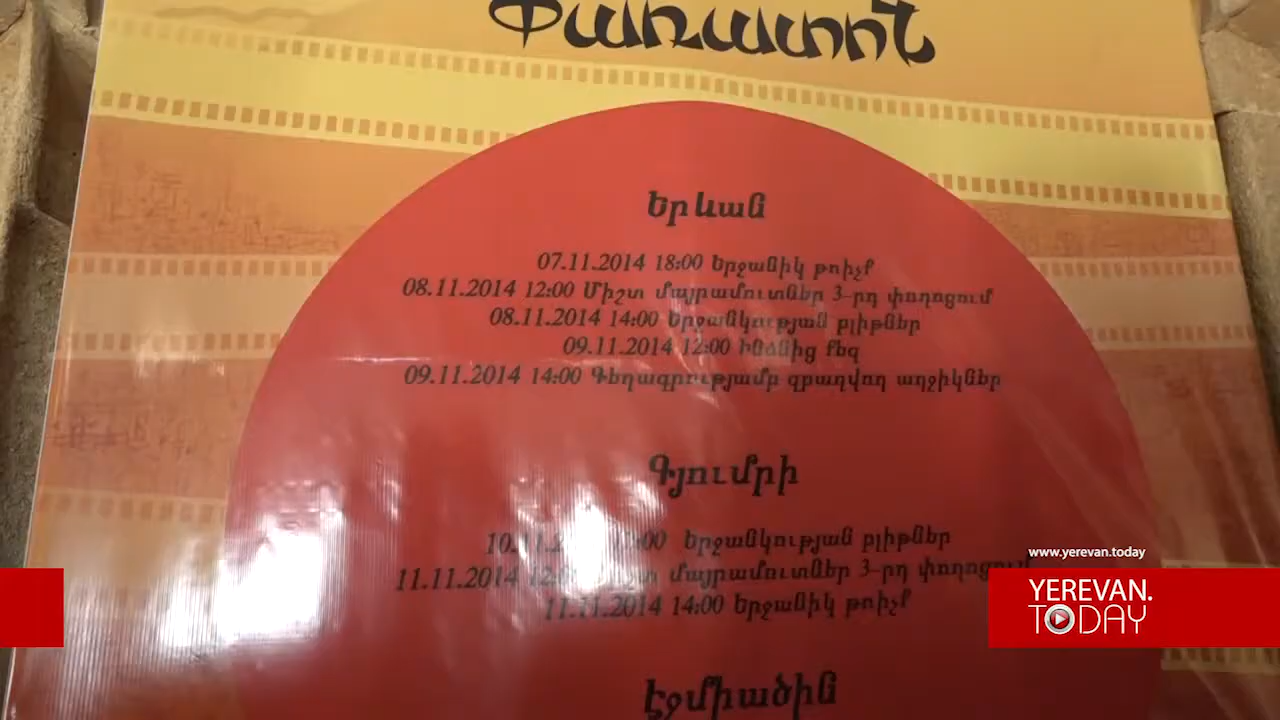 Փառատոն
Երևան
07.11.2014 18:00 Երջանիկ թռիչք
08.11.2014 12:00 Միշտ մայրամուտներ 3-րդ փողոցում
08.11.2014 14:00 Երջանկության բլիթներ
09.11.2014 12:00 Ինձնից քեզ
09.11.2014 14:00 Գեղագրությամբ զբաղվող աղջիկներ
Գյումրի
Երջանկության բլիթներ
11.11.2014 Միշտ մայրամուտներ 3-րդ
11.11.2014 14:00 Երջանիկ թռիչք
Էջմիածին
www.yerevan.today
YEREVAN.
TODAY